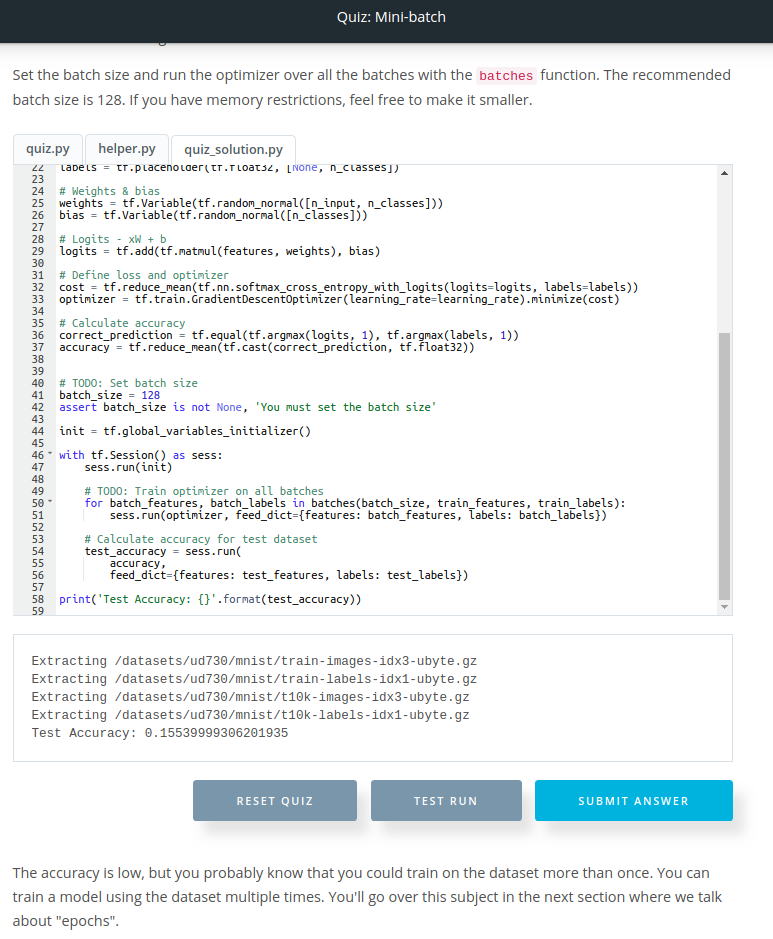 Quiz: Mini-batch
Set the batch size and run the optimizer over all the batches with the batches function. The recommended
batch size is 128. If you have memory restrictions, feel free to make it smaller.
quiz.py helper.py quiz_solution.py
22 labels = tf.placeholder(tf.float32, [None, n_classes])
23
24 # Weights & bias
25 weights = tf.Variable(tf.random_normal([n_input, n_classes]))
26 bias = tf.Variable(tf.random_normal([n_classes]))
27
28 # Logits - xW + b
29 logits = tf.add(tf.matmul(features, weights), bias)
30
31 # Define loss and optimizer
32 cost = tf.reduce_mean(tf.nn.softmax_cross_entropy_with_logits(logits=logits, labels=labels))
33 optimizer = tf.train.GradientDescentOptimizer(learning_rate=learning_rate).minimize(cost)
34
35 # Calculate accuracy
36 correct_prediction = tf.equal(tf.argmax(logits, 1), tf.argmax(labels, 1))
37 accuracy = tf.reduce_mean(tf.cast(correct_prediction, tf.float32))
38
39
40 # TODO: Set batch size
41 batch_size = 128
42 assert batch_size is not None, 'You must set the batch size'
43
44 init = tf.global_variables_initializer()
45
46 with tf.Session() as sess:
47     sess.run(init)
48
49     # TODO: Train optimizer on all batches
50     for batch_features, batch_labels in batches(batch_size, train_features, train_labels):
51         sess.run(optimizer, feed_dict={features: batch_features, labels: batch_labels})
52
53     # Calculate accuracy for test dataset
54     test_accuracy = sess.run(
55         accuracy,
56         feed_dict={features: test_features, labels: test_labels})
57
58 print('Test Accuracy: {}'.format(test_accuracy))
59
Extracting /datasets/ud730/mnist/train-images-idx3-ubyte.gz
Extracting /datasets/ud730/mnist/train-labels-idx1-ubyte.gz
Extracting /datasets/ud730/mnist/t10k-images-idx3-ubyte.gz
Extracting /datasets/ud730/mnist/t10k-labels-idx1-ubyte.gz
Test Accuracy: 0.15539999306201935
RESET QUIZ TEST RUN SUBMIT ANSWER
The accuracy is low, but you probably know that you could train on the dataset more than once. You can
train a model using the dataset multiple times. You'll go over this subject in the next section where we talk
about "epochs".